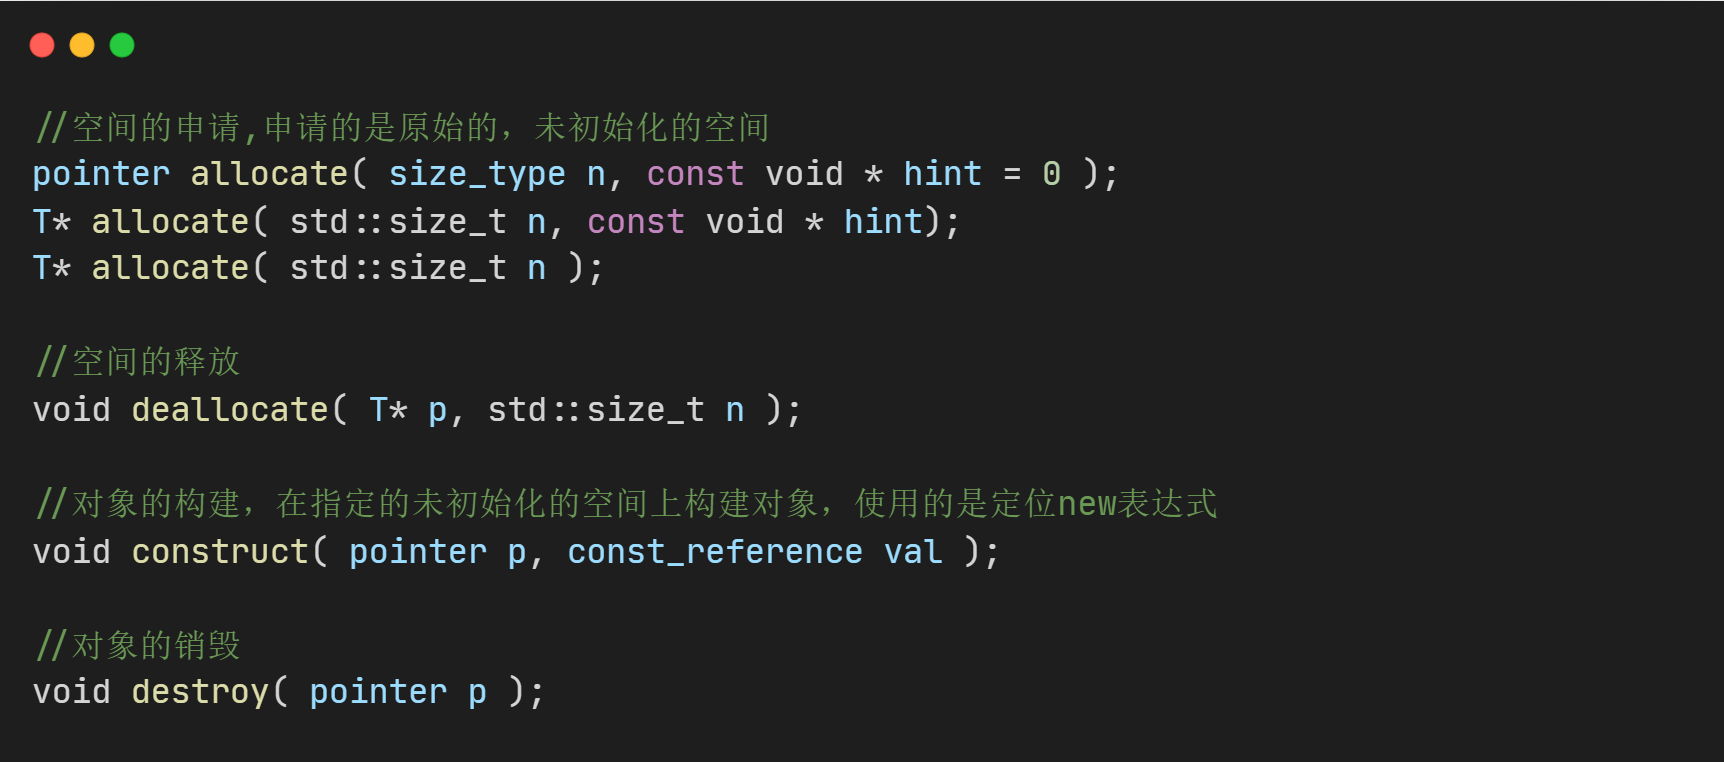 //空间的申请,申请的是原始的，未初始化的空间
pointer allocate( size_type n, const void * hint = 0 );
T* allocate( std::size_t n, const void * hint);
T* allocate( std::size_t n );
//空间的释放
void deallocate( T* p, std::size_t n );
//对象的构建，在指定的未初始化的空间上构建对象，使用的是定位new表达式
void construct( pointer p, const_reference val );
//对象的销毁
void destroy( pointer p );